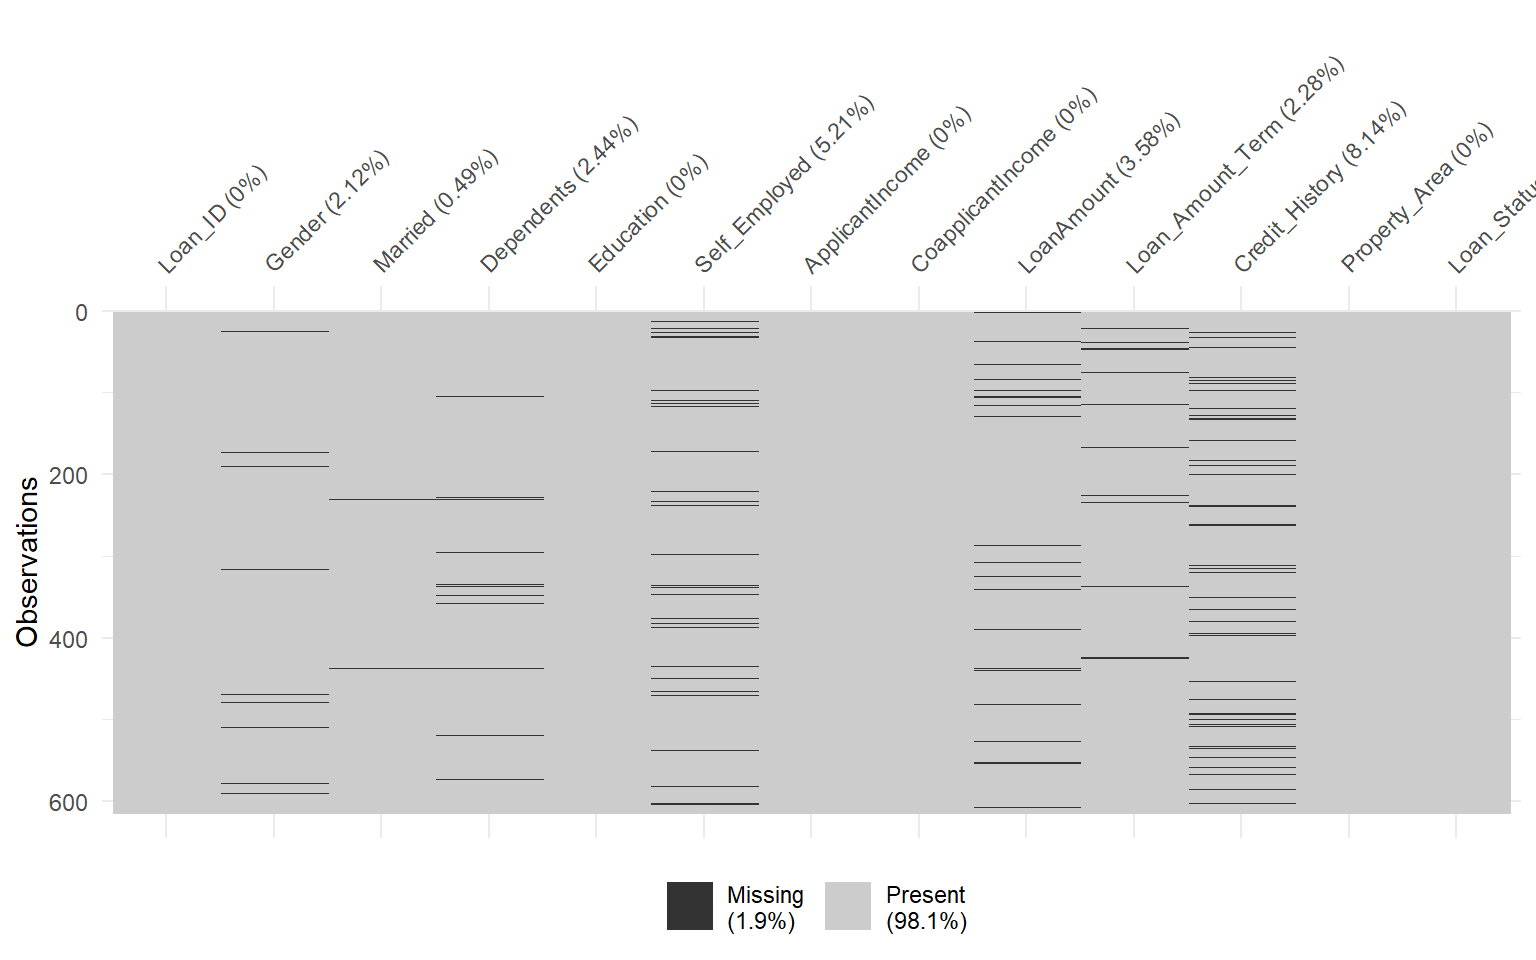 Loan_ID (0%)
Gender (2.12%)
Married (0.49%)
Dependents (2.44%)
Education (0%)
Self_Employed (5.21%)
ApplicantIncome (0%)
CoapplicantIncome (0%)
LoanAmount (3.58%)
Loan_Amount_Term (2.28%)
Credit_History (8.14%)
Property_Area (0%)
Loan_Status
Observations
0
200
400
600
Missing
(1.9%)
Present
(98.1%)